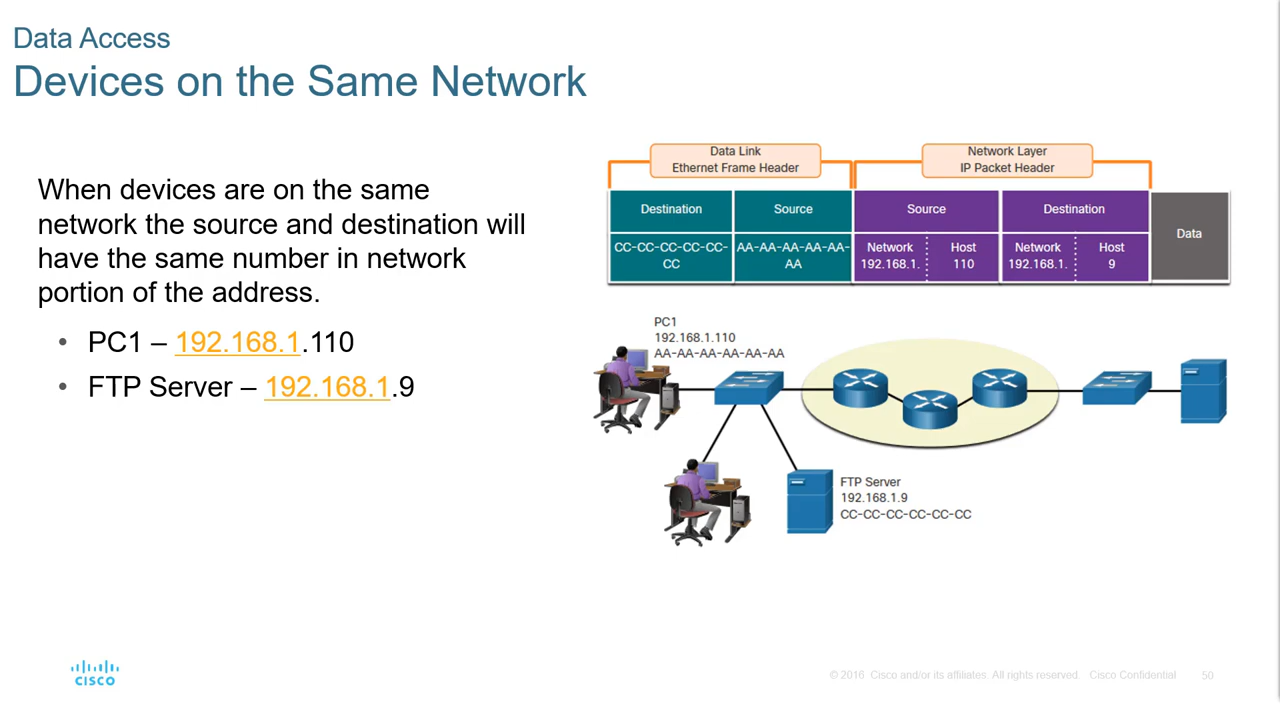 Data Access
Devices on the Same Network
When devices are on the same
network the source and destination will
have the same number in network
portion of the address.
• PC1 – 192.168.1.110
• FTP Server – 192.168.1.9
Data Link
Ethernet Frame Header
Network Layer
IP Packet Header
Destination
Source
Source
Destination
Data
CC-CC-CC-CC-CC-
CC
AA-AA-AA-AA-AA-
AA
Network
192.168.1.
Host
110
Network
192.168.1.
Host
9
PC1
192.168.1.110
AA-AA-AA-AA-AA-AA
FTP Server
192.168.1.9
CC-CC-CC-CC-CC-CC
CISCO
© 2016 Cisco and/or its affiliates. All rights reserved. Cisco Confidential
50